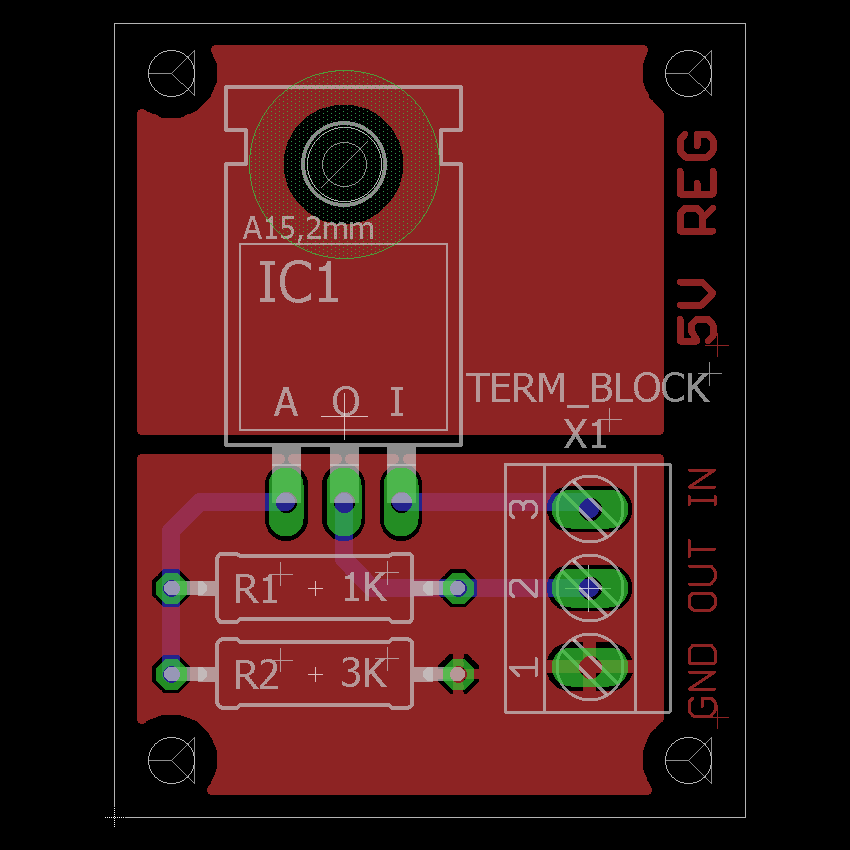 5V REG
A15,2mm
IC1
A O I
TERM_BLOCK
X1
3
2
1
IN
OUT
GND
R1 1K
R2 3K